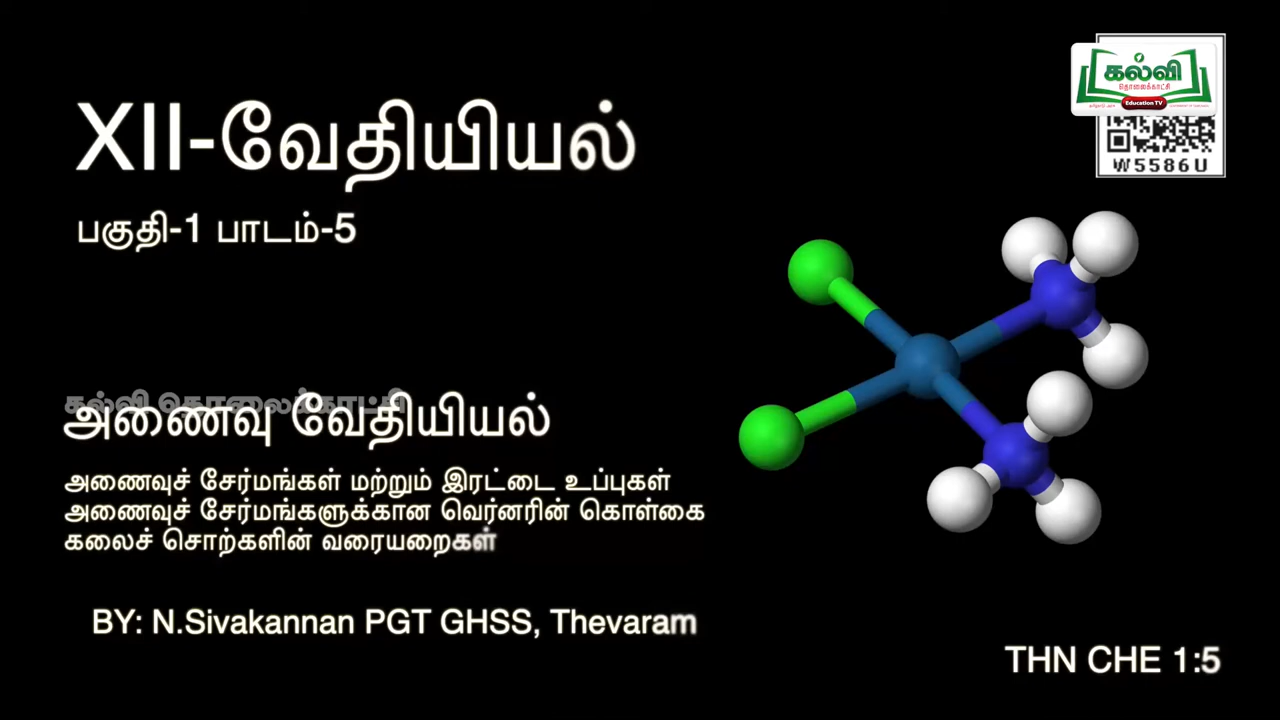 XII-வேதியியல்
பகுதி-1 பாடம்-5
கல்வி
தொலைக்காட்சி
Education TV
W5586U
கல்வி தொலைக்காட்சி
அணைவு வேதியியல்
அணைவுச் சேர்மங்கள் மற்றும் இரட்டை உப்புகள்
அணைவுச் சேர்மங்களுக்கான வெர்னரின் கொள்கை
கலைச் சொற்களின் வரையறைகள்
BY: N.Sivakannan PGT GHSS, Thevaram
THN CHE 1:5